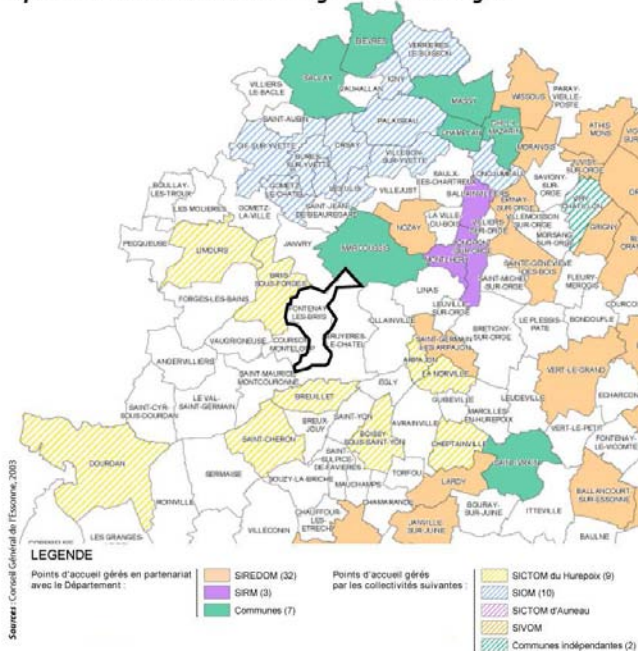 BIEVRES
VERRIERES
LE BUISSON
SACLAY
IGNY
VAUHALLAN
VILLIERS
LE BACLE
MASSY
WISSOUS
PARAY
VIEILLE
POSTE
SAINT-AUBIN
PALAISEAU
CHAMPLAN
CHILLY
MAZARIN
ATHIS
MONS
MORANGIS
GIF-SUR-YVETTE
BURES
SUR-YVETTE
ORSAY
VILLEBON
SUR-YVETTE
LONGJUMEAU
JUVISY
SUR-ORGE
SAULX
LES-CHARTREUX
SAVIGNY
SUR-ORGE
GOMETZ
LE CHATEL
LES ULIS
VILLEJUST
BALLAINVILLIERS
EPINAY
SUR-ORGE
VIRY
CHATILLON
BOULLAY
LES-TROUX
GOMETZ
LA-VILLE
SAINT-JEAN
DE BEAUREGARD
LA VILLE
DU-BOIS
VILLIERS
SUR-ORGE
VILLEMOISSON
SUR-ORGE
MORSANG
SUR-ORGE
GRIGNY
LES MOLIERES
NOZAY
PECQUEUSE
JANVRY
MARCOUSSIS
MONTLHERY
SAINTE-GENEVIEVE
DES-BOIS
LIMOURS
SAINT-MICHEL
SUR-ORGE
FLEURY
MEROGIS
BRIIS
SOUS-FORGES
LINAS
FORGES-LES-BAINS
FONTENAY
LES-BRIIS
LEUVILLE
SUR-ORGE
OLLAINVILLE
BRETIGNY
SUR-ORGE
LE PLESSIS
PATE
BONDOUFLE
COURCO
VAUGRIGNEUSE
COURSON
MONTELOUP
BRUYERES
LE-CHATEL
SAINT-GERMAIN
LES ARPAJON
ANGERVILLIERS
ARPAJON
LA NORVILLE
SAINT-MAURICE
MONTCOURONNE
VERT-LE-GRAND
EGLY
LE VAL
SAINT-GERMAIN
SAINT-CYR
SOUS-DOURDAN
BREUILLET
GUIBEVILLE
LEUDEVILLE
ECHARCON
BREUX
JOUY
SAINT-YON
AVRAINVILLE
MAROLLES
EN-HUREPOIX
VERT-LE-PETIT
SAINT-CHERON
BOISSY
SOUS-SAINT-YON
CHEPTAINVILLE
FONTENAY
LE-VICOMTE
DOURDAN
SAINT
SULPICE
DE-FAVIERES
SAINT-VRAIN
SERMAISE
SOUZY-LA-BRICHE
MAUCHAMPS
TORFOU
LARDY
BALLANCOURT
SUR-ESSONNE
ROINVILLE
CHAMARANDE
CHAUFFOUR
LES-ETRECHY
BOURAY
SUR-JUINE
ITTEVILLE
VILLECONIN
JANVILLE
SUR-JUINE
BAULNE
LES GRANGES
Sources : Conseil Général de l'Essonne, 2003
LEGENDE
Points d'accueil gérés en partenariat
avec le Département :
SIREDOM (32)
SIRM (3)
Communes (7)
Points d'accueil gérés
par les collectivités suivantes :
SICTOM du Hurepoix (9)
SIOM (10)
SICTOM d'Auneau
SIVOM
Communes indépendantes (2)